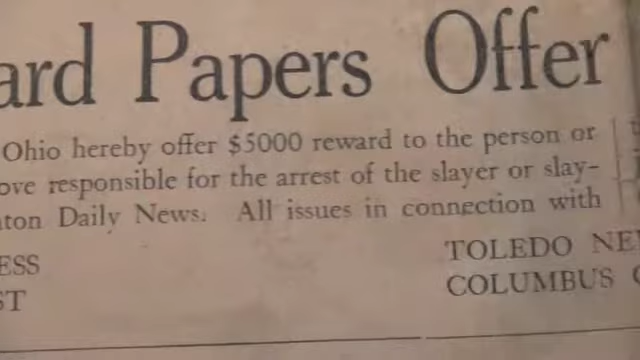 ard Papers Offer
Ohio hereby offer $5000 reward to the person or
ove responsible for the arrest of the slayer or slay-
ton Daily News. All issues in connection with
ESS
TOLEDO NE
ST
COLUMBUS